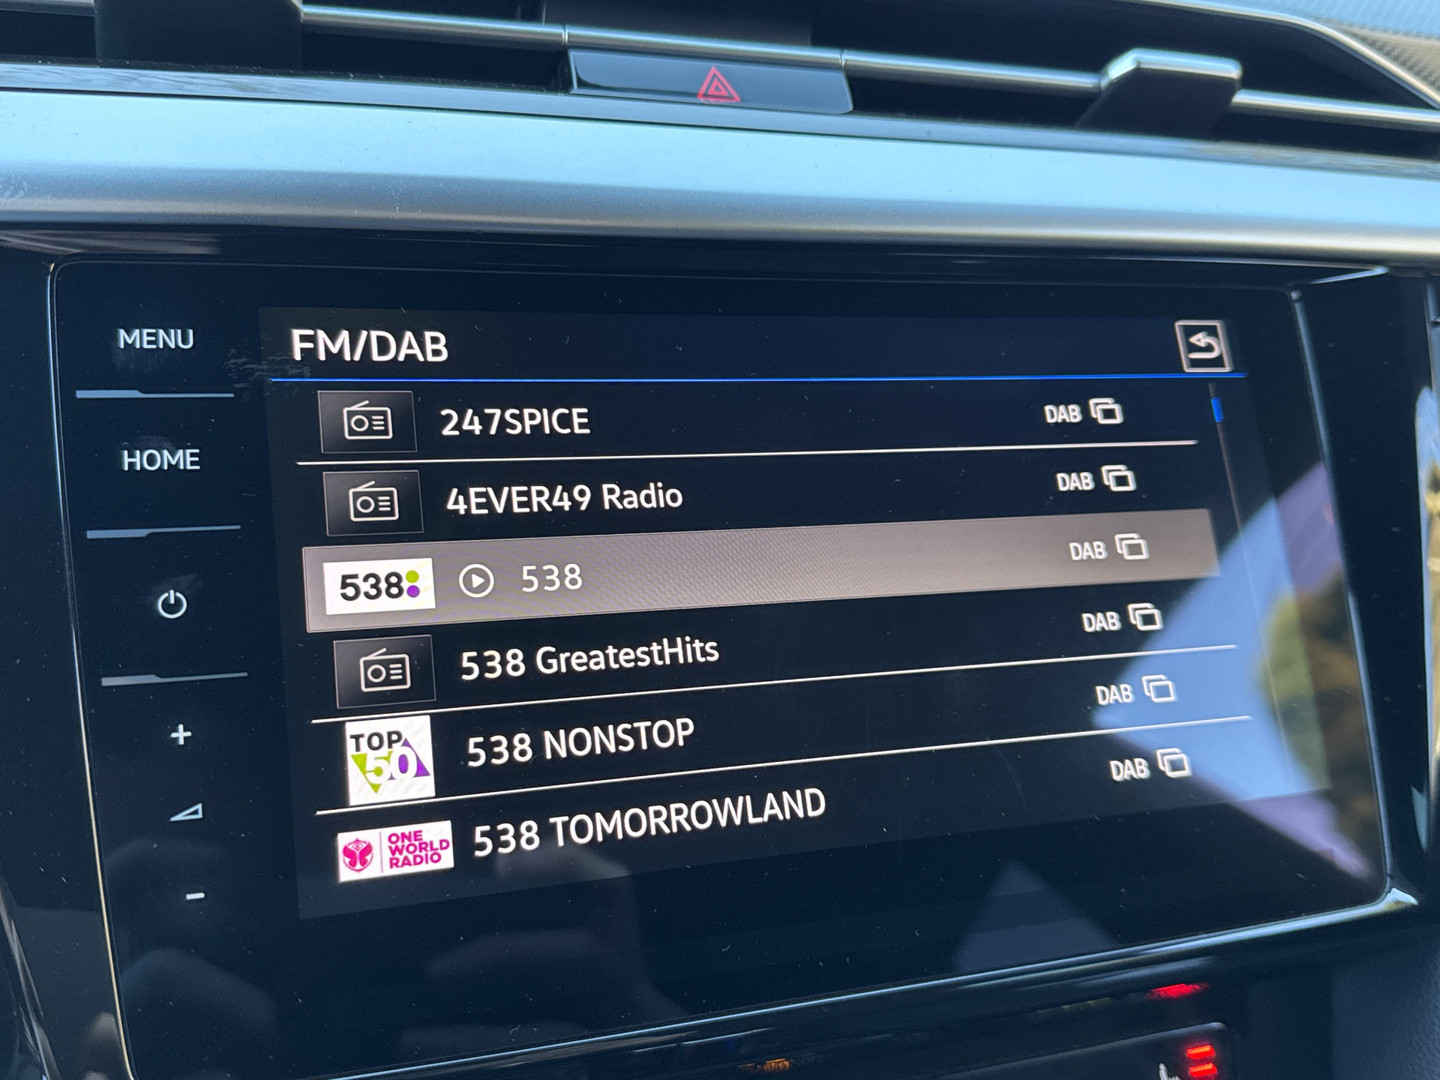 MENU
HOME
FM/DAB
247SPICE DAB
4EVER49 Radio DAB
538 538 DAB
538 GreatestHits DAB
TOP
50
538 NONSTOP DAB
ONE
WORLD
RADIO
538 TOMORROWLAND DAB